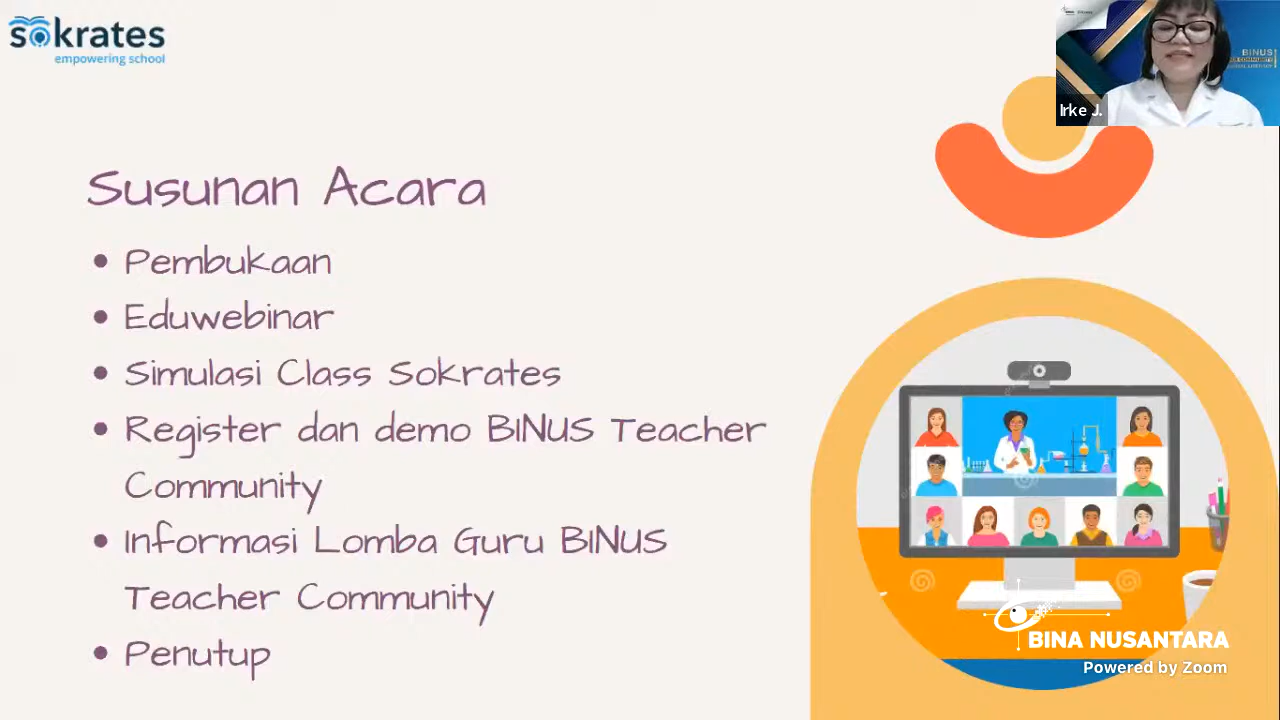 sokrates
empowering school
BINUS
Irke J.
Susunan Acara
• Pembukaan
• Eduwebinar
• Simulasi Class Sokrates
• Register dan demo BINUS Teacher
Community
• Informasi Lomba Guru BINUS
Teacher Community
• Penutup
BINA NUSANTARA
Powered by Zoom